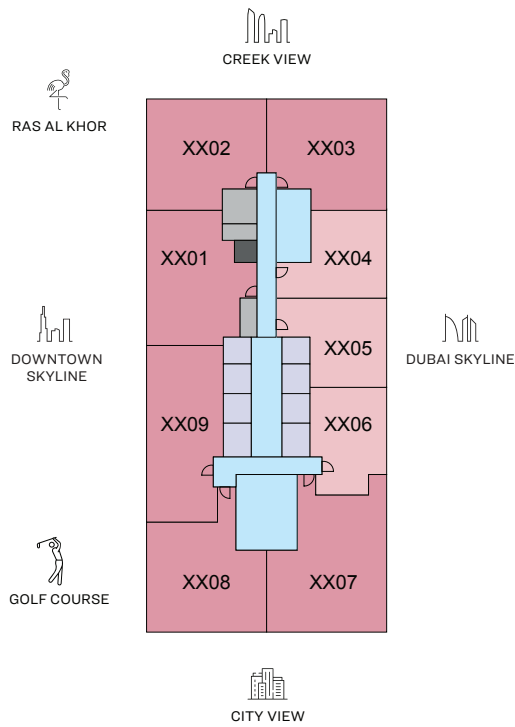 CREEK VIEW
RAS AL KHOR
XX02
XX03
XX01
XX04
DOWNTOWN
SKYLINE
XX05
DUBAI SKYLINE
XX09
XX06
GOLF COURSE
XX08
XX07
CITY VIEW